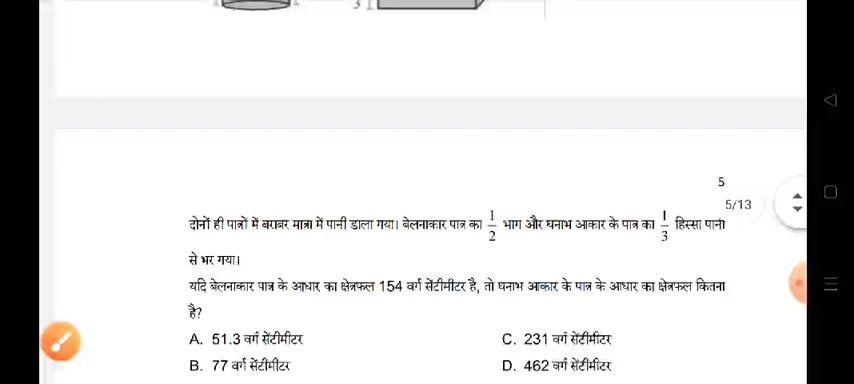 3
5
5/13
दोनों ही पात्रों में बराबर मात्रा में पानी डाला गया। बेलनाकार पात्र का 1/2 भाग और घनाभ आकार के पात्र का 1/3 हिस्सा पानी
से भर गया।
यदि बेलनाकार पात्र के आधार का क्षेत्रफल 154 वर्ग सेंटीमीटर है, तो घनाभ आकार के पात्र के आधार का क्षेत्रफल कितना
है?
A. 51.3 वर्ग सेंटीमीटर C. 231 वर्ग सेंटीमीटर
B. 77 वर्ग सेंटीमीटर D. 462 वर्ग सेंटीमीटर